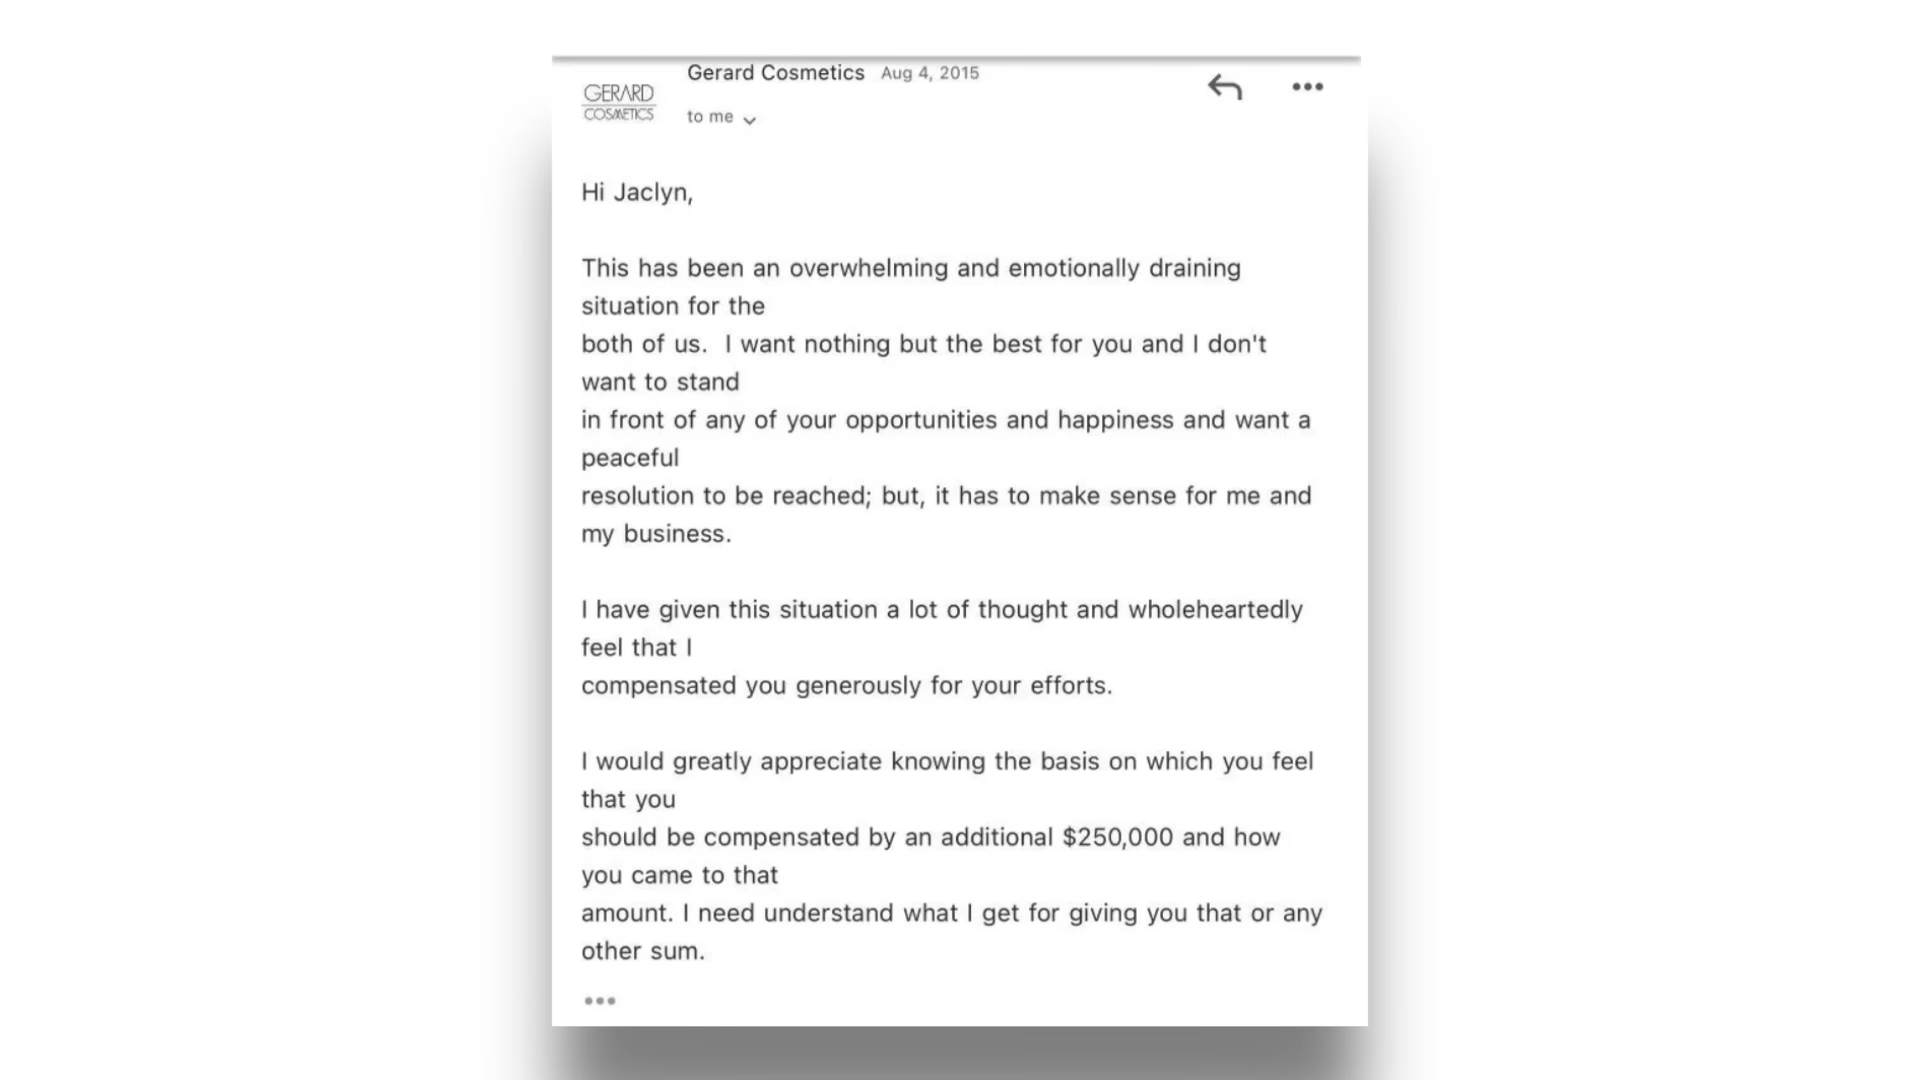 GERARD
COSMETICS
Gerard Cosmetics Aug 4, 2015
to me
Hi Jaclyn,
This has been an overwhelming and emotionally draining
situation for the
both of us.  I want nothing but the best for you and I don't
want to stand
in front of any of your opportunities and happiness and want a
peaceful
resolution to be reached; but, it has to make sense for me and
my business.
I have given this situation a lot of thought and wholeheartedly
feel that I
compensated you generously for your efforts.
I would greatly appreciate knowing the basis on which you feel
that you
should be compensated by an additional $250,000 and how
you came to that
amount. I need understand what I get for giving you that or any
other sum.